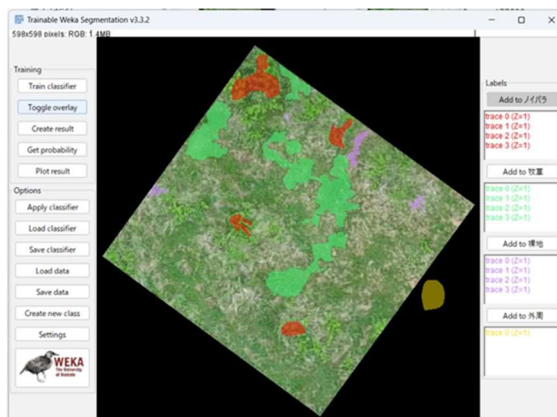 Trainable Weka Segmentation v3.3.2
598x598 pixels; RGB; 1.4MB
Training
Train classifier
Toggle overlay
Create result
Get probability
Plot result
Options
Apply classifier
Load classifier
Save classifier
Load data
Save data
Create new class
Settings
WEKA
The University
of Waikato
Labels
Add to ノイバラ
trace 0 (Z=1)
trace 1 (Z=1)
trace 2 (Z=1)
trace 3 (Z=1)
Add to 牧草
trace 0 (Z=1)
trace 1 (Z=1)
trace 2 (Z=1)
trace 3 (Z=1)
Add to 裸地
trace 0 (Z=1)
trace 1 (Z=1)
trace 2 (Z=1)
trace 3 (Z=1)
Add to 外周
trace 0 (Z=1)